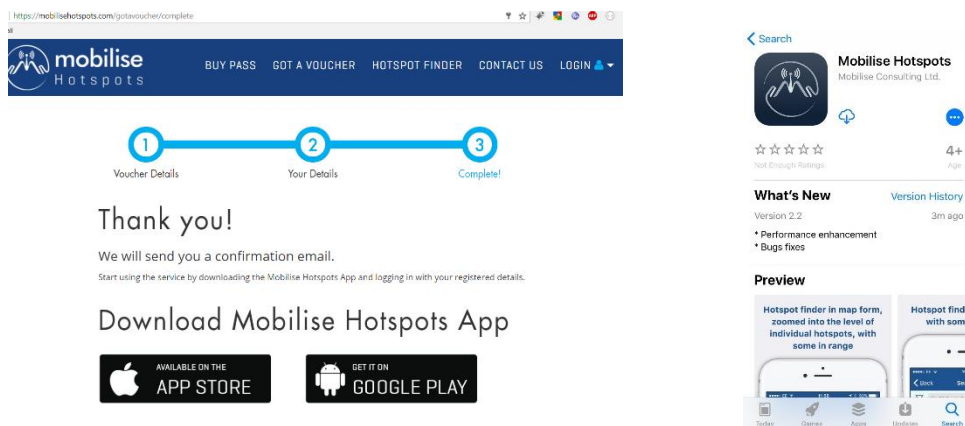 https://mobilisehotspots.com/gotavoucher/complete
mobilise
Hotspots
BUY PASS GOT A VOUCHER HOTSPOT FINDER CONTACT US LOGIN
1 2 3
Voucher Details Your Details Complete!
Thank you!
We will send you a confirmation email.
Start using the service by downloading the Mobilise Hotspots App and logging in with your registered details.
Download Mobilise Hotspots App
AVAILABLE ON THE
APP STORE
GET IT ON
GOOGLE PLAY
Search
Mobilise Hotspots
Mobilise Consulting Ltd.
4+
Not Enough Ratings Age
What's New Version History
Version 2.2 3m ago
* Performance enhancement
* Bugs fixes
Preview
Hotspot finder in map form,
zoomed into the level of
individual hotspots, with
some in range
Hotspot find
with som
Back Se
Today Games Apps Updates Search